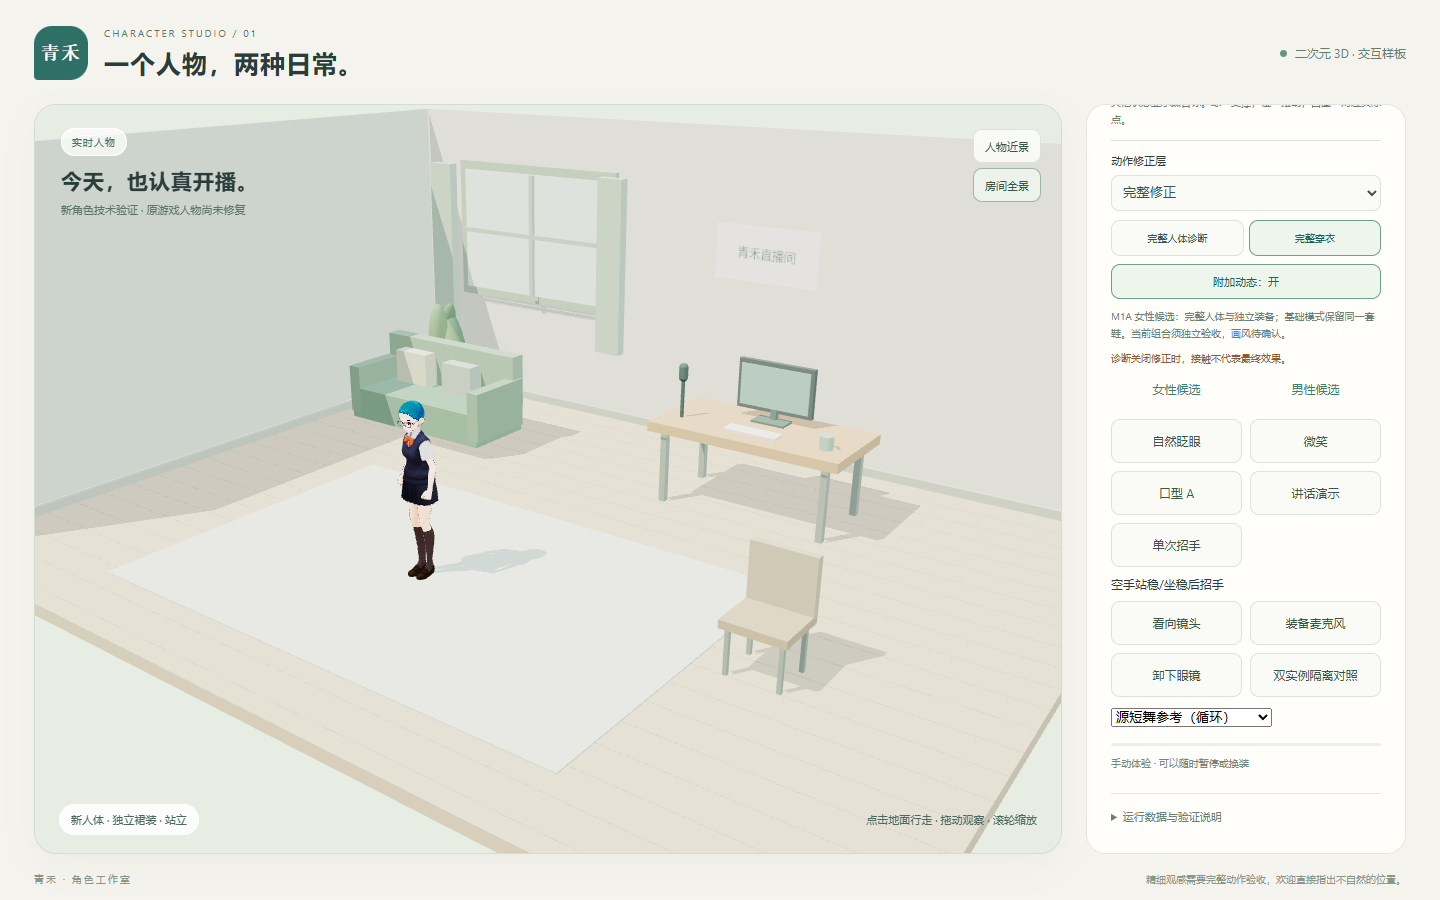 青禾
CHARACTER STUDIO / 01
一个人物，两种日常。
二次元 3D · 交互样板
实时人物
今天，也认真开播。
新角色技术验证 · 原游戏人物尚未修复
人物近景
房间全景
青禾直播间
新人体 · 独立裙装 · 站立
点击地面行走 · 拖动观察 · 滚轮缩放
点。
动作修正层
完整修正
完整人体诊断
完整穿衣
附加动态：开
M1A 女性候选：完整人体与独立装备；基础模式保留同一套
鞋。当前组合须独立验收，画风待确认。
诊断关闭修正时，接触不代表最终效果。
女性候选
男性候选
自然眨眼
微笑
口型 A
讲话演示
单次招手
空手站稳/坐稳后招手
看向镜头
装备麦克风
卸下眼镜
双实例隔离对照
源短舞参考（循环）
手动体验 · 可以随时暂停或换装
运行数据与验证说明
青禾 · 角色工作室
精细观感需要完整动作验收，欢迎直接指出不自然的位置。